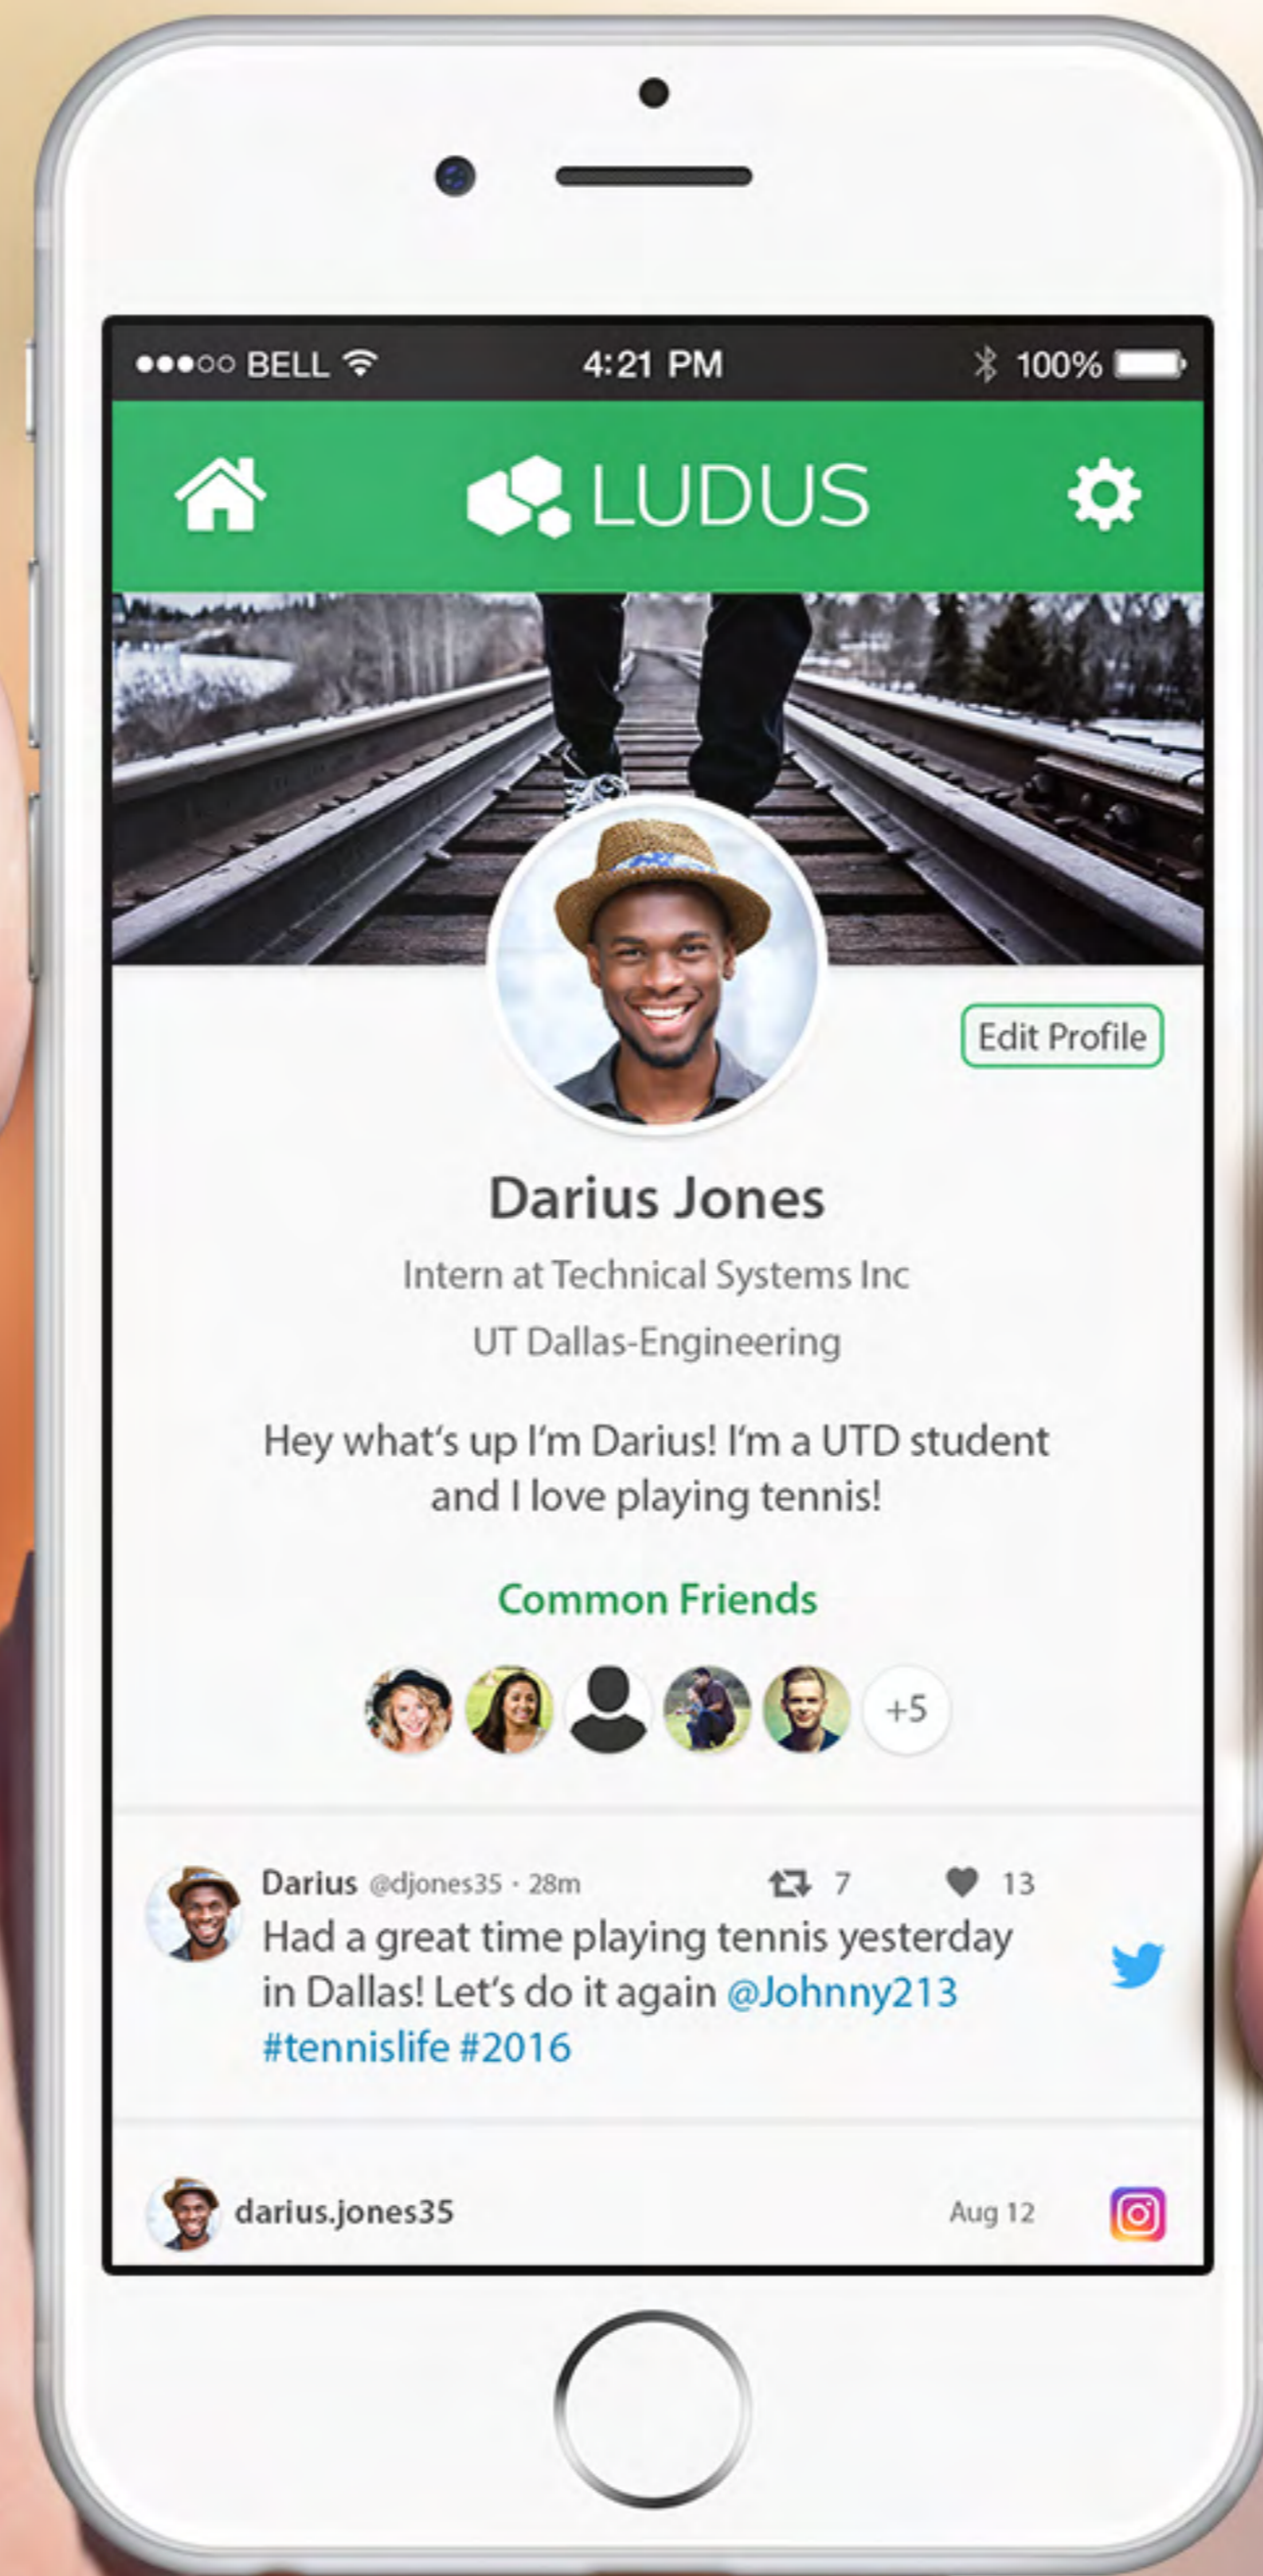 BELL 4:21 PM 100%
LUDUS
Edit Profile
Darius Jones
Intern at Technical Systems Inc
UT Dallas-Engineering
Hey what‘s up I‘m Darius! I‘m a UTD student
and I love playing tennis!
Common Friends
+5
Darius @djones35 · 28m 7 13
Had a great time playing tennis yesterday
in Dallas! Let‘s do it again @Johnny213
#tennislife #2016
darius.jones35 Aug 12